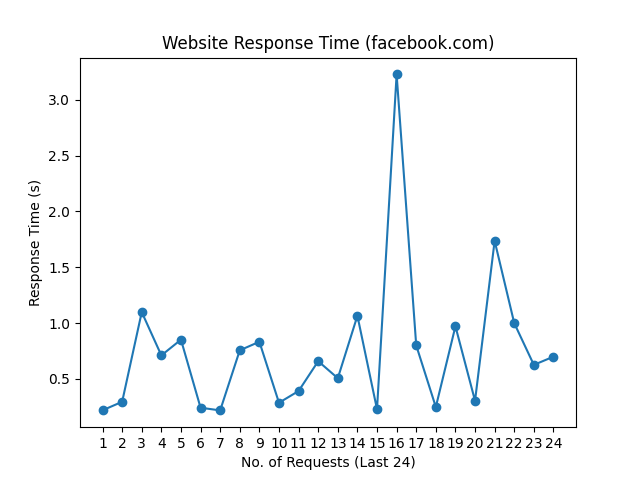 Website Response Time (facebook.com)
Response Time (s)
3.0
2.5
2.0
1.5
1.0
0.5
1 2 3 4 5 6 7 8 9 10 11 12 13 14 15 16 17 18 19 20 21 22 23 24
No. of Requests (Last 24)